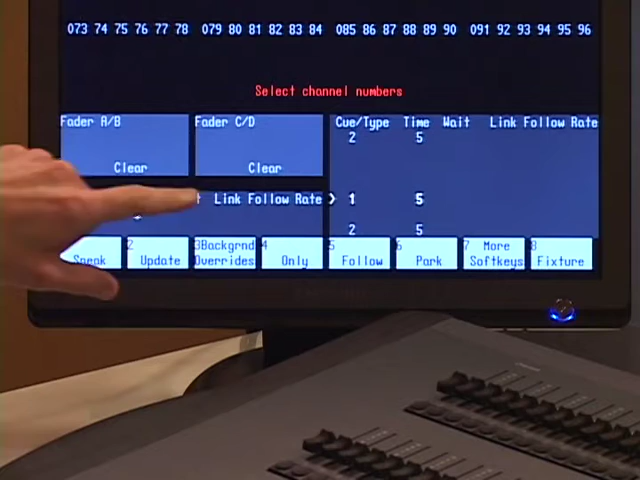 073 74 75 76 77 78 079 80 81 82 83 84 085 86 87 88 89 90 091 92 93 94 95 96
Select channel numbers
Fader A/B Fader C/D Cue/Type Time Wait Link Follow Rate
2 5
Clear Clear
Link Follow Rate > 1 5
2 5
2 3Backgrnd 4 5 6 7 More 8
Sneak Update Overrides Only Follow Park Softkeys Fixture